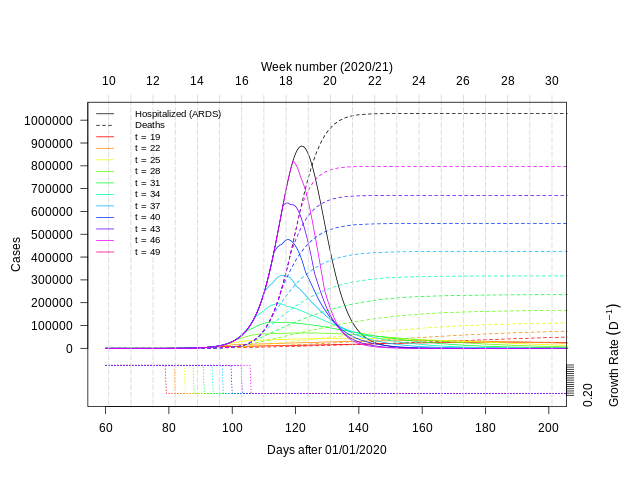 Week number (2020/21)
10 12 14 16 18 20 22 24 26 28 30
Hospitalized (ARDS)
Deaths
t = 19
t = 22
t = 25
t = 28
t = 31
t = 34
t = 37
t = 40
t = 43
t = 46
t = 49
1000000
900000
800000
700000
600000
500000
400000
300000
200000
100000
0
Cases
0.20
Growth Rate (D⁻¹)
60 80 100 120 140 160 180 200
Days after 01/01/2020